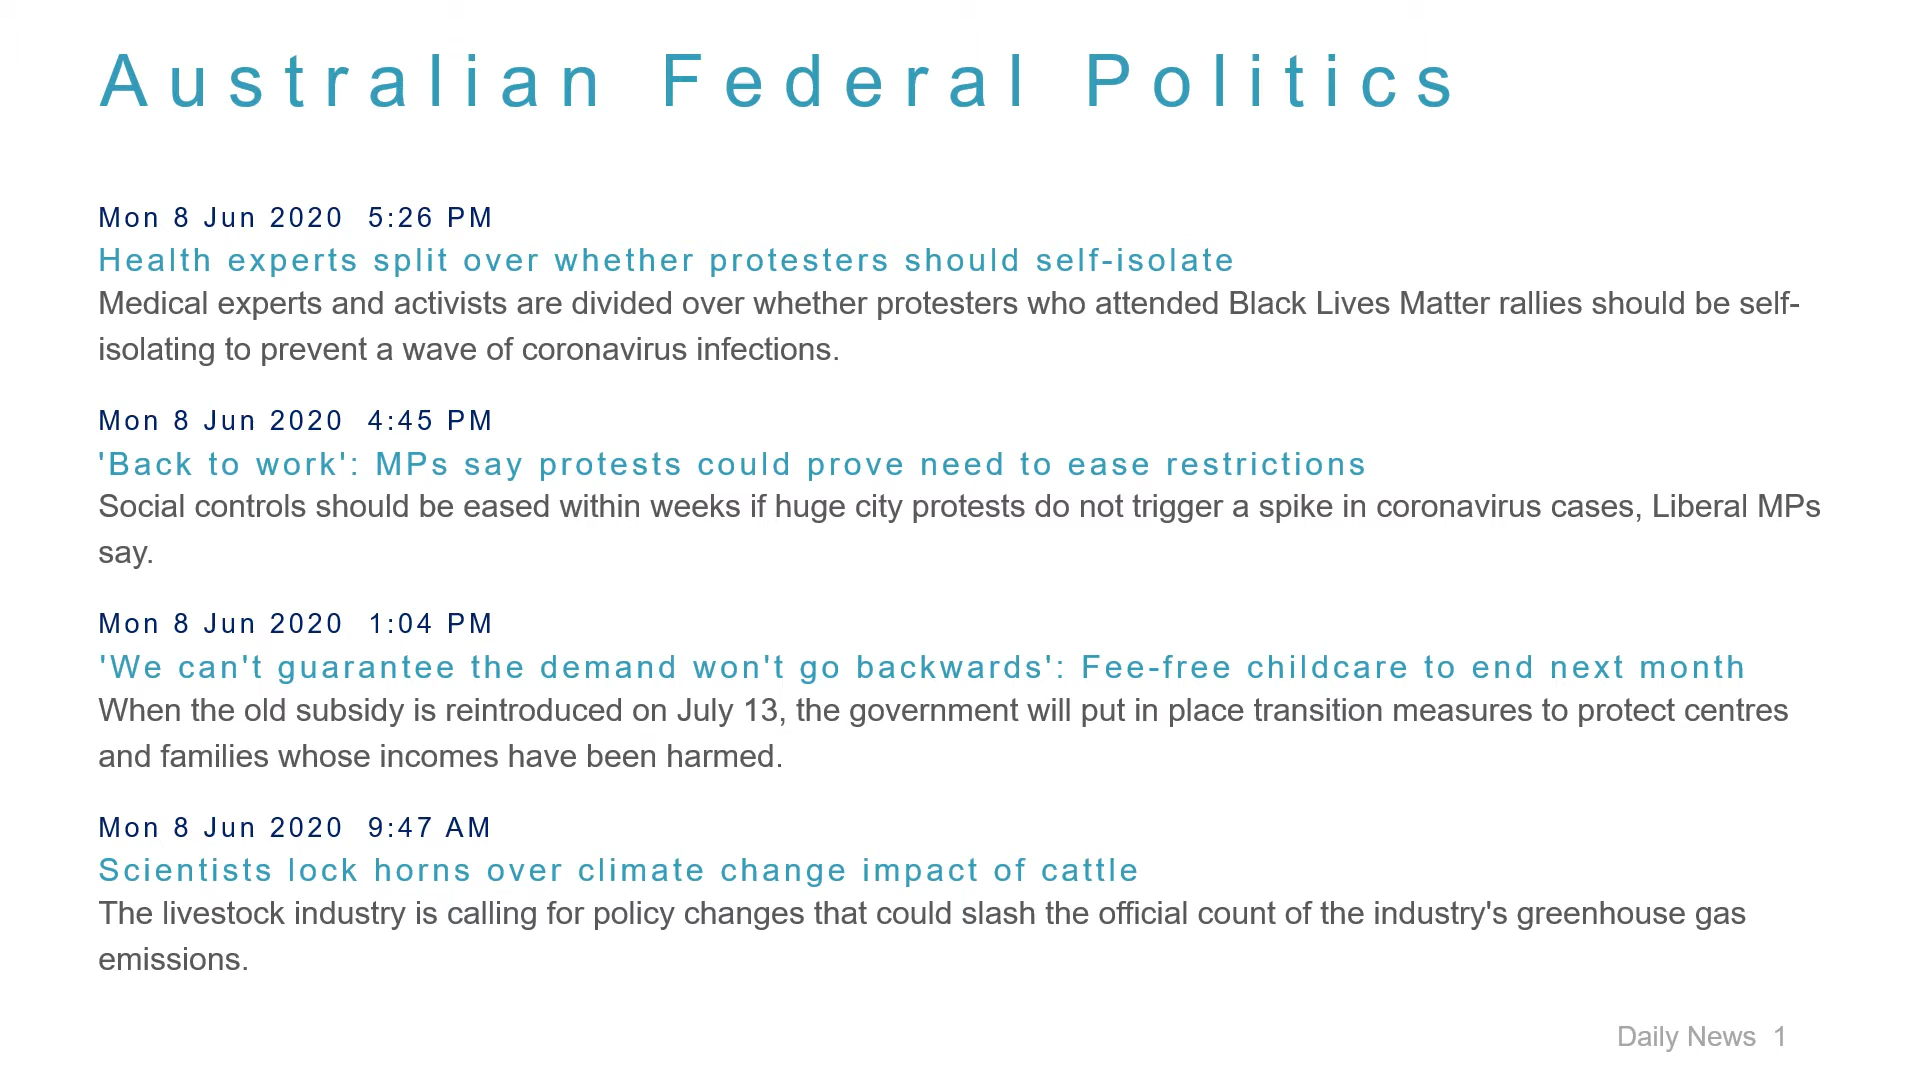 Australian Federal Politics
Mon 8 Jun 2020 5:26 PM
Health experts split over whether protesters should self-isolate
Medical experts and activists are divided over whether protesters who attended Black Lives Matter rallies should be self-
isolating to prevent a wave of coronavirus infections.
Mon 8 Jun 2020 4:45 PM
'Back to work': MPs say protests could prove need to ease restrictions
Social controls should be eased within weeks if huge city protests do not trigger a spike in coronavirus cases, Liberal MPs
say.
Mon 8 Jun 2020 1:04 PM
'We can't guarantee the demand won't go backwards': Fee-free childcare to end next month
When the old subsidy is reintroduced on July 13, the government will put in place transition measures to protect centres
and families whose incomes have been harmed.
Mon 8 Jun 2020 9:47 AM
Scientists lock horns over climate change impact of cattle
The livestock industry is calling for policy changes that could slash the official count of the industry's greenhouse gas
emissions.
Daily News 1